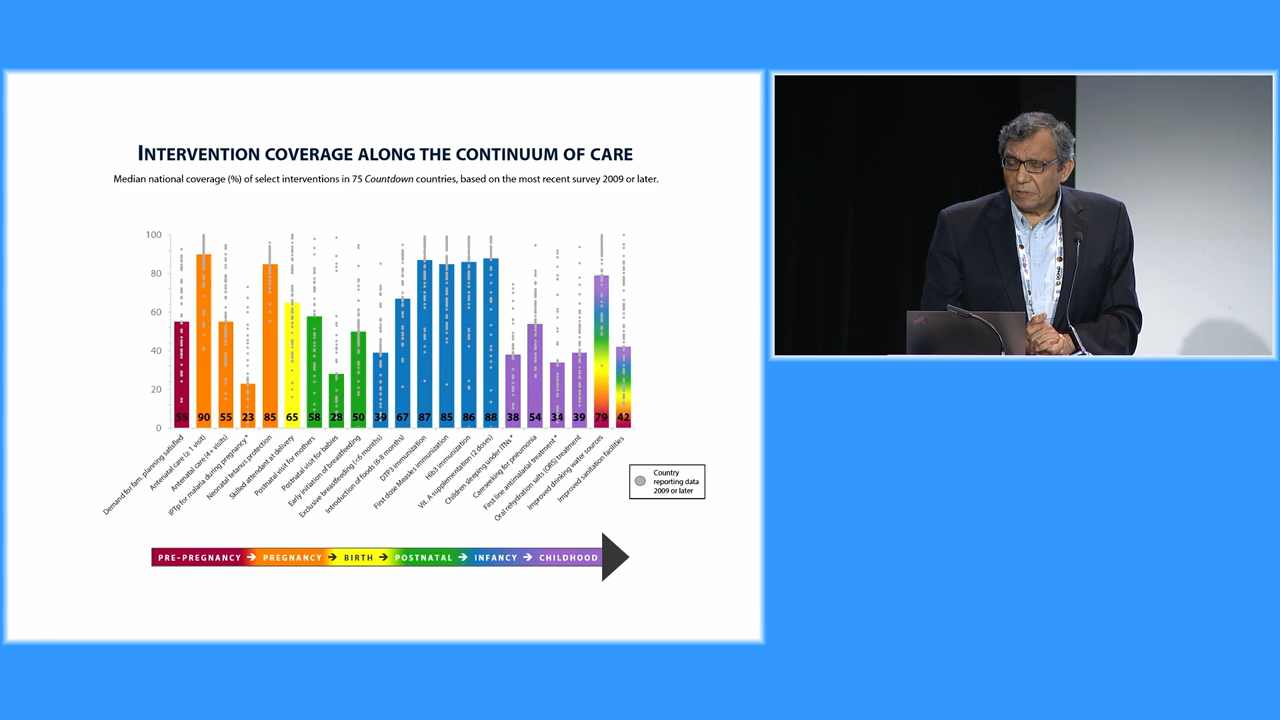 INTERVENTION COVERAGE ALONG THE CONTINUUM OF CARE
Median national coverage (%) of select interventions in 75 Countdown countries, based on the most recent survey 2009 or later.
100
80
60
40
20
0
55 90 55 23 85 65 58 28 50 39 67 87 85 86 88 38 54 34 39 79 42
Demand for fam. planning satisfied
Antenatal care (≥ 1 visit)
Antenatal care (4+ visits)
IPTp for malaria during pregnancy*
Neonatal tetanus protection
Skilled attendant at delivery
Postnatal visit for mothers
Postnatal visit for babies
Early initiation of breastfeeding
Exclusive breastfeeding (<6 months)
Introduction of foods (6-8 months)
DTP3 immunization
First dose Measles immunization
Hib3 immunization
Vit. A supplementation (2 doses)
Children sleeping under ITNs*
Careseeking for pneumonia
First line antimalarial treatment*
Oral rehydration salts (ORS) treatment
Improved drinking water sources
Improved sanitation facilities
Country
reporting data
2009 or later
PRE-PREGNANCY → PREGNANCY → BIRTH → POSTNATAL → INFANCY → CHILDHOOD